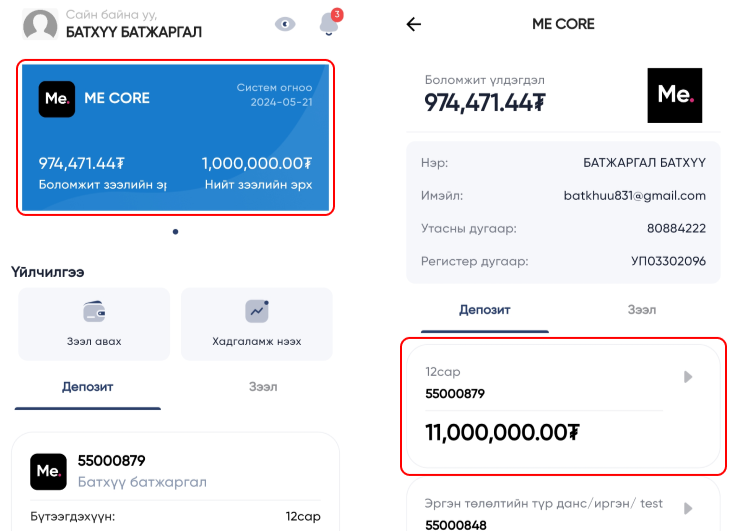 Сайн байна уу,
БАТХҮҮ БАТЖАРГАЛ
3
Me.
ME CORE
Систем огноо
2024-05-21
974,471.44₮
1,000,000.00₮
Боломжит зээлийн эр
Нийт зээлийн эрх
Үйлчилгээ
Зээл авах
Хадгаламж нээх
Депозит
Зээл
Me.
55000879
Батхүү батжаргал
Бүтээгдэхүүн:
12сар
ME CORE
Боломжит үлдэгдэл
974,471.44₮
Me.
Нэр:
БАТЖАРГАЛ БАТХҮҮ
Имэйл:
batkhuu831@gmail.com
Утасны дугаар:
80884222
Регистер дугаар:
УП03302096
Депозит
Зээл
12сар
55000879
11,000,000.00₮
Эргэн төлөлтийн түр данс/иргэн/ test
55000848